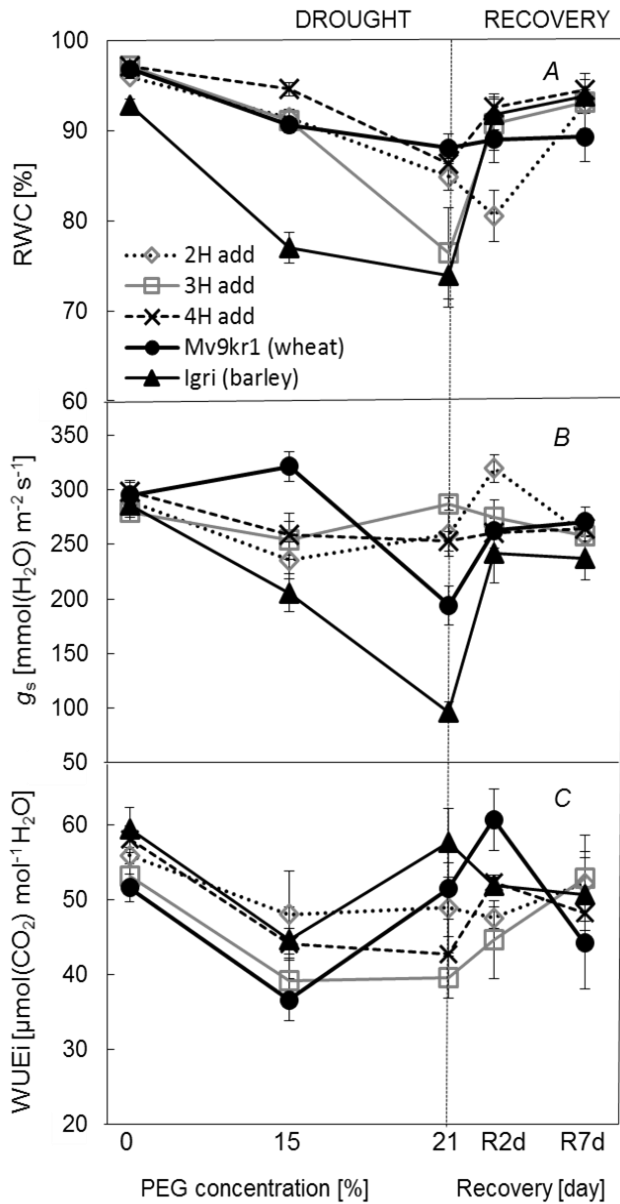 DROUGHT RECOVERY
A
100
90
80
70
60
RWC [%]
2H add
3H add
4H add
Mv9kr1 (wheat)
Igri (barley)
B
350
300
250
200
150
100
50
gₛ [mmol(H₂O) m⁻² s⁻¹]
C
60
50
40
30
20
WUEi [µmol(CO₂) mol⁻¹ H₂O]
0 15 21 R2d R7d
PEG concentration [%] Recovery [day]